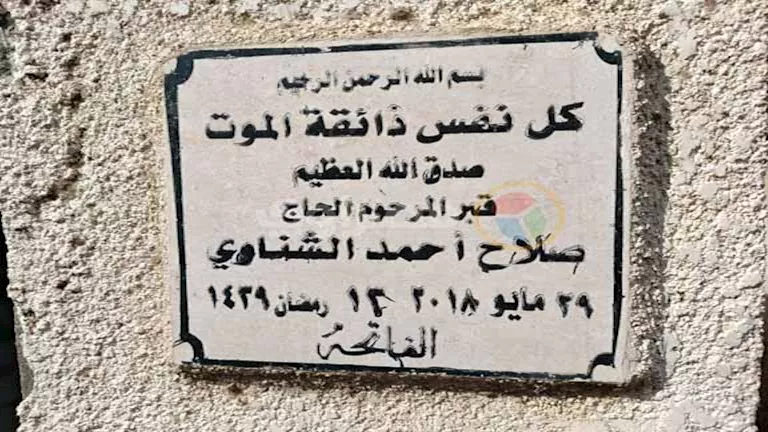 بسم الله الرحمن الرحيم
كل نفس ذائقة الموت
صدق الله العظيم
قبر المرحوم الحاج
صلاح أحمد الشناوي
٢٩ مايو ٢٠١٨ ١٣ رمضان ١٤٣٩
الفاتحة